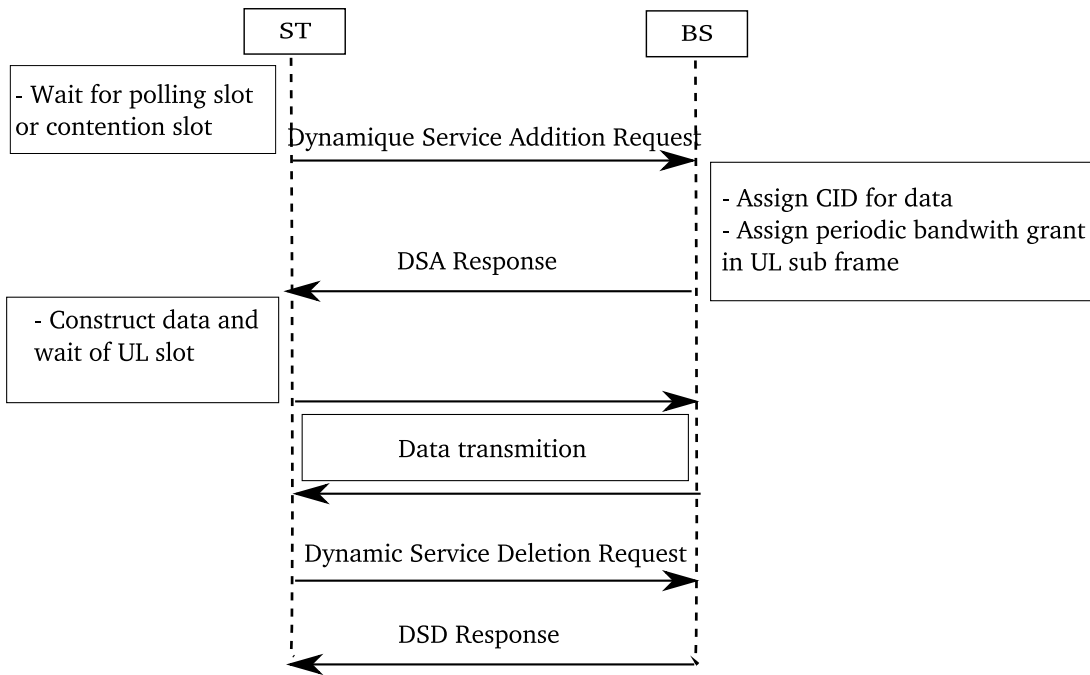 ST
BS
- Wait for polling slot
or contention slot
Dynamique Service Addition Request
- Assign CID for data
- Assign periodic bandwith grant
in UL sub frame
DSA Response
- Construct data and
wait of UL slot
Data transmition
Dynamic Service Deletion Request
DSD Response